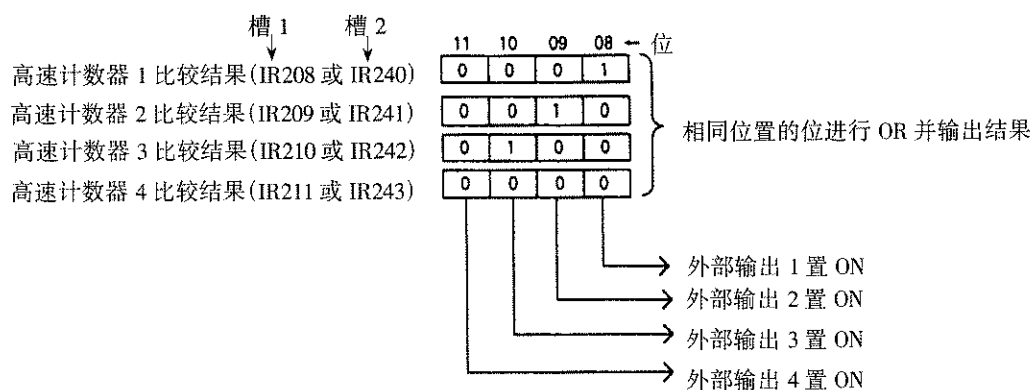 槽 1 槽 2
11 10 09 08 ← 位
高速计数器 1 比较结果(IR208 或 IR240) 0 0 0 1
高速计数器 2 比较结果(IR209 或 IR241) 0 0 1 0
相同位置的位进行 OR 并输出结果
高速计数器 3 比较结果(IR210 或 IR242) 0 1 0 0
高速计数器 4 比较结果(IR211 或 IR243) 0 0 0 0
外部输出 1 置 ON
外部输出 2 置 ON
外部输出 3 置 ON
外部输出 4 置 ON